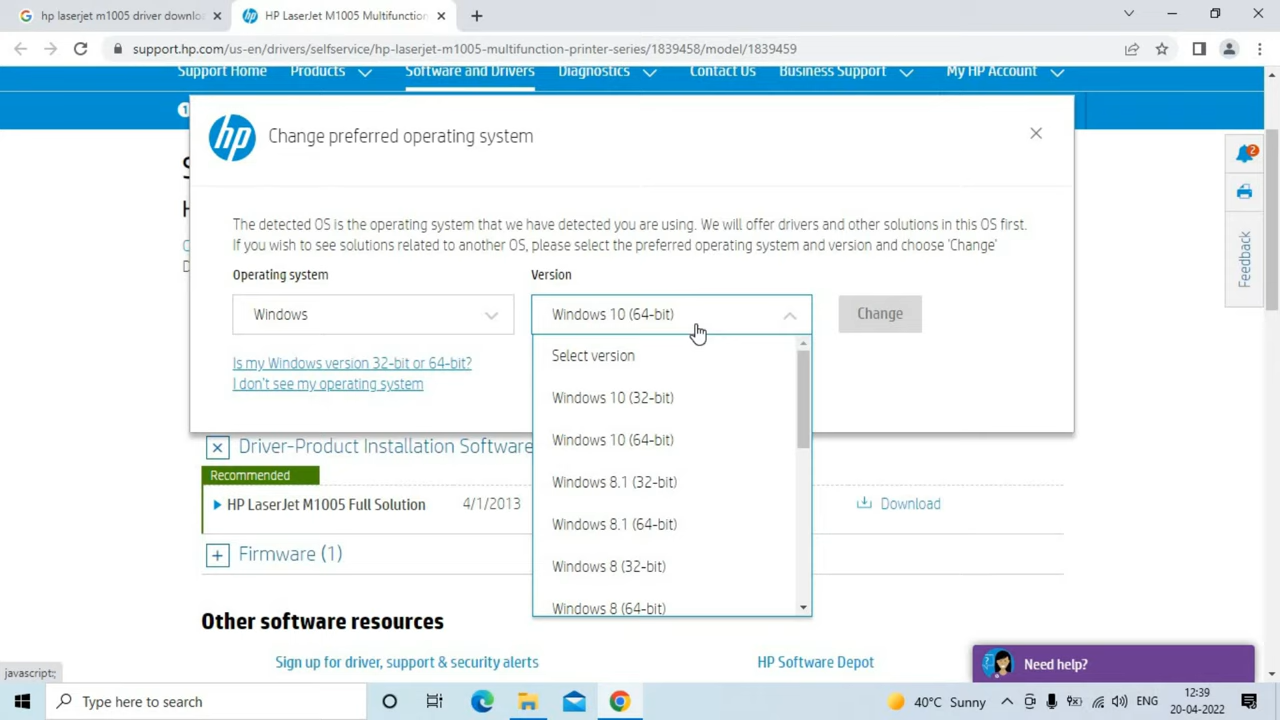 hp laserjet m1005 driver downlo
HP LaserJet M1005 Multifunction
support.hp.com/us-en/drivers/selfservice/hp-laserjet-m1005-multifunction-printer-series/1839458/model/1839459
Support Home Products Software and Drivers Diagnostics Contact Us Business Support My HP Account
1
hp Change preferred operating system
2
The detected OS is the operating system that we have detected you are using. We will offer drivers and other solutions in this OS first.
If you wish to see solutions related to another OS, please select the preferred operating system and version and choose 'Change'
Operating system Version
Windows Windows 10 (64-bit) Change
Feedback
Is my Windows version 32-bit or 64-bit?
I don't see my operating system
Select version
Windows 10 (32-bit)
Windows 10 (64-bit)
Windows 8.1 (32-bit)
Windows 8.1 (64-bit)
Windows 8 (32-bit)
Windows 8 (64-bit)
Driver-Product Installation Software
Recommended
HP LaserJet M1005 Full Solution 4/1/2013 Download
Firmware (1)
Other software resources
Sign up for driver, support & security alerts HP Software Depot
Need help?
javascript:;
Type here to search
40°C Sunny ENG
12:39
20-04-2022